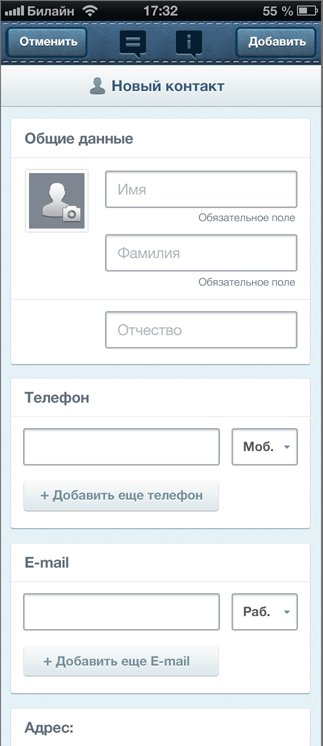 Билайн 17:32 55 %
Отменить Добавить
Новый контакт
Общие данные
Имя
Обязательное поле
Фамилия
Обязательное поле
Отчество
Телефон
Моб.
+ Добавить еще телефон
E-mail
Раб.
+ Добавить еще E-mail
Адрес: